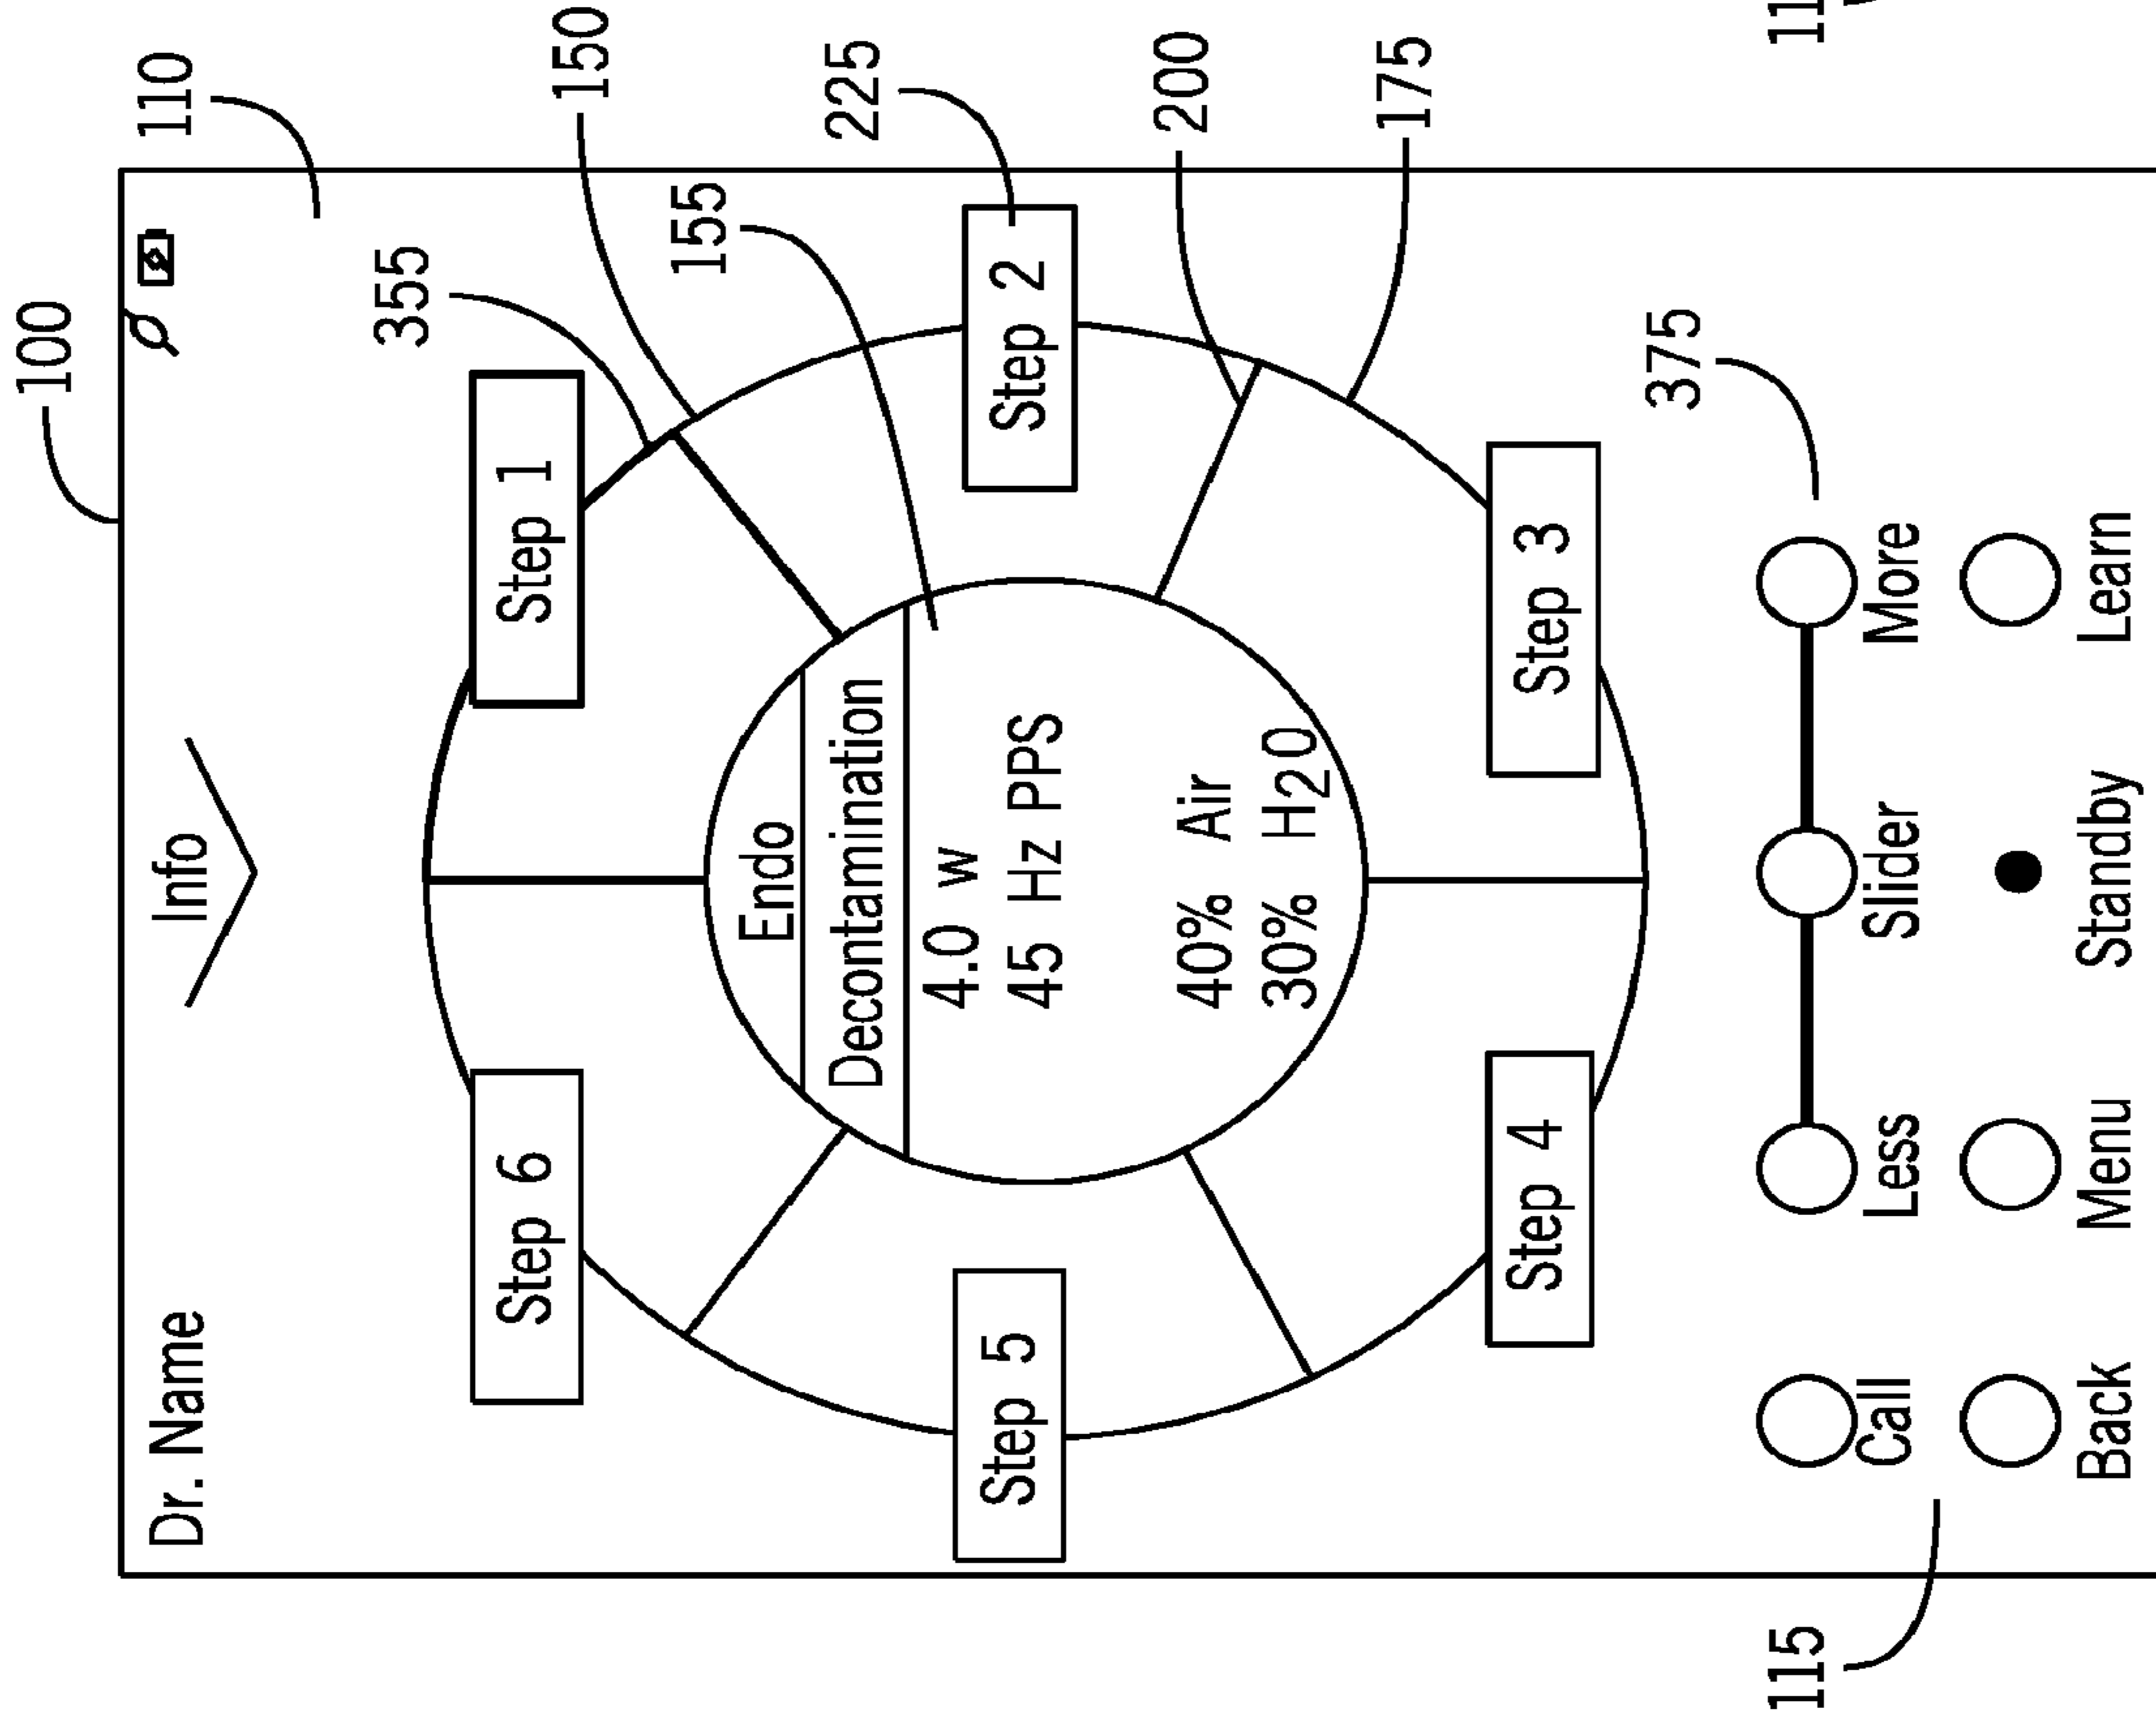 100
110
Dr. Name
Info
355
150
155
Step 6
Step 1
Endo
Decontamination
225
4.0 w
45 Hz PPS
Step 5
Step 2
200
40% Air
30% H2O
175
Step 4
Step 3
375
115
11
Call
Less
Slider
More
Back
Menu
Standby
Learn